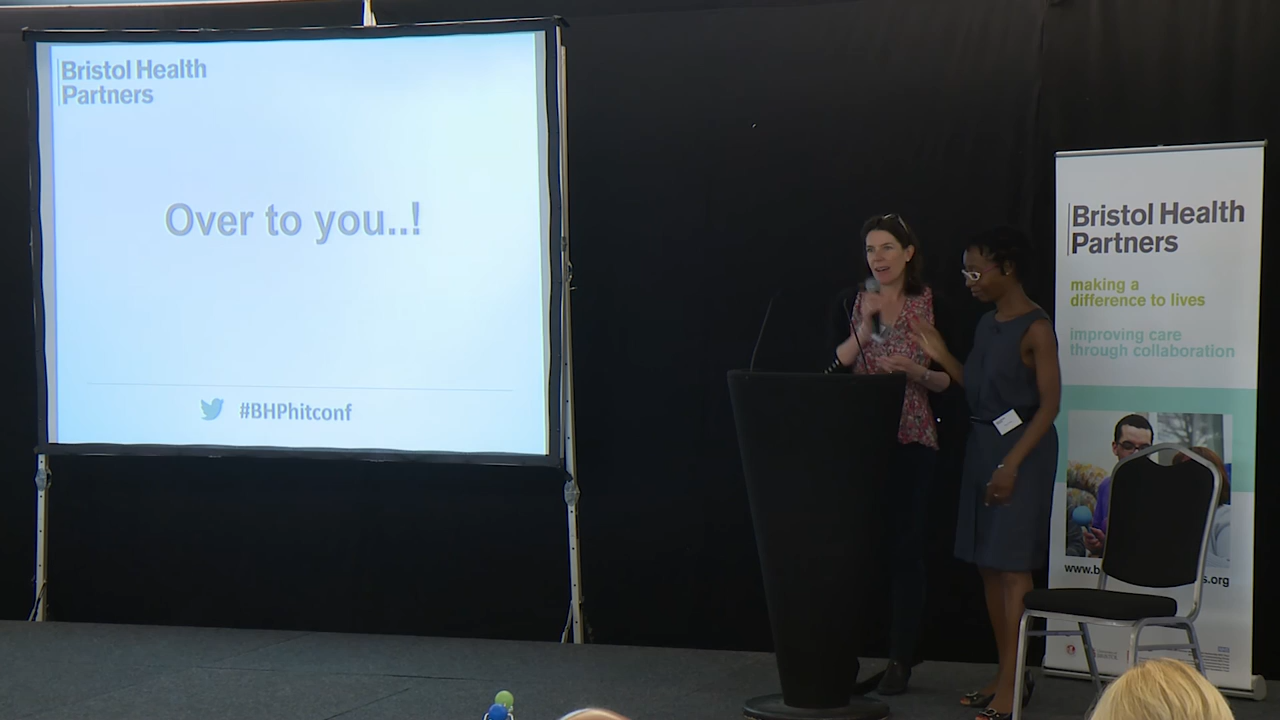 Bristol Health
Partners
Over to you..!
#BHPhitconf
Bristol Health
Partners
making a
difference to lives
improving care
through collaboration
www.b
s.org